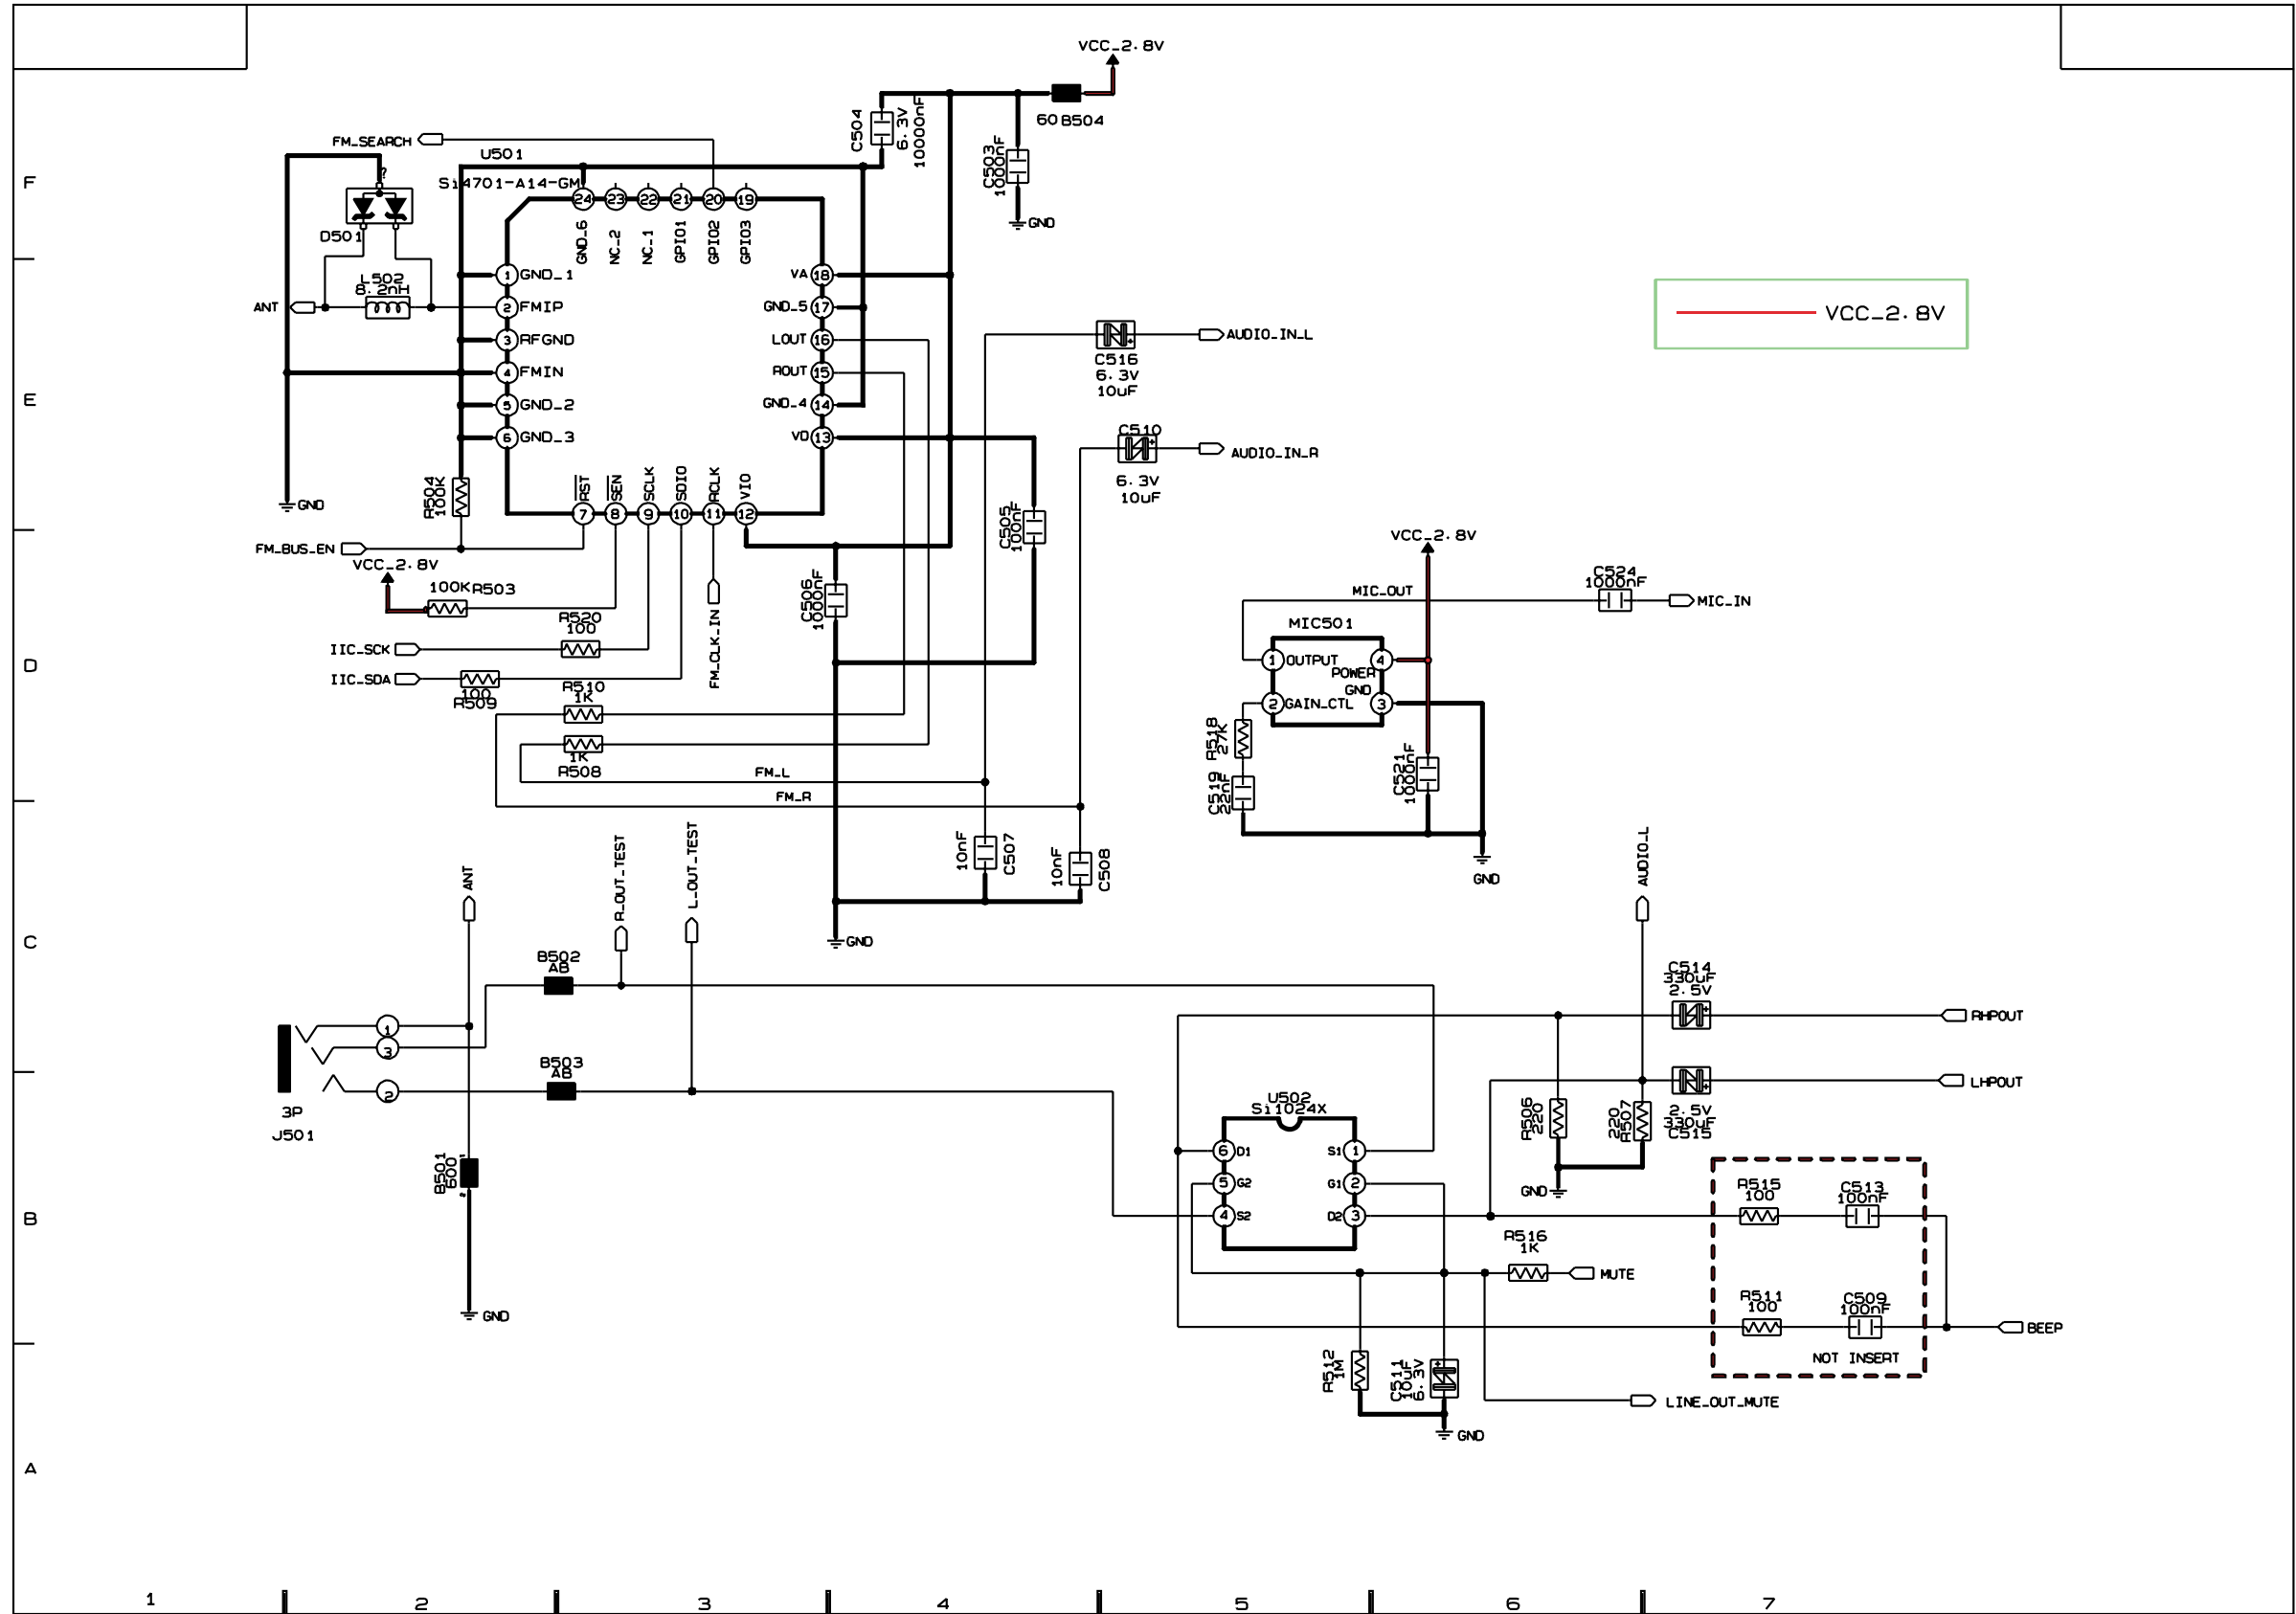 VCC_2.8V
60 B504
C504
6.3V
10000nF
C503
1000nF
GND
FM_SEARCH
U501
Si4701-A14-GM
?
D501
24
23
22
21
20
19
GND_6
NC_2
NC_1
GPIO1
GPIO2
GPIO3
L502
8.2nH
ANT
1 GND_1
2 FMIP
3 RFGND
4 FMIN
5 GND_2
6 GND_3
VA 18
GND_5 17
LOUT 16
ROUT 15
GND_4 14
VD 13
RST
SEN
SCLK
SDIO
RCLK
VIO
7
8
9
10
11
12
R504
100K
GND
FM_BUS_EN
VCC_2.8V
100K R503
R520
100
IIC_SCK
IIC_SDA
100
R509
FM_CLK_IN
R510
1K
1K
R508
FM_L
FM_R
C505
100nF
C506
1000nF
10nF
C507
10nF
C508
GND
AUDIO_IN_L
C516
6.3V
10uF
C510
AUDIO_IN_R
6.3V
10uF
VCC_2.8V
VCC_2.8V
MIC_OUT
C524
1000nF
MIC_IN
MIC501
1 OUTPUT
4
POWER
GND
2 GAIN_CTL
3
R518
27K
C519
22nF
C521
1000nF
GND
ANT
R_OUT_TEST
L_OUT_TEST
AUDIO_L
B502
AB
1
3
2
B503
AB
3P
J501
B501
600
GND
C514
330uF
2.5V
RHPOUT
LHPOUT
2.5V
330uF
C515
R506
220
220
R507
GND
U502
Si1024X
6 D1
5 G2
4 S2
S1 1
G1 2
D2 3
R515
100
C513
100nF
R516
1K
MUTE
R511
100
C509
100nF
BEEP
NOT INSERT
R512
1M
C511
10uF
6.3V
LINE_OUT_MUTE
GND
F
E
D
C
B
A
1
2
3
4
5
6
7